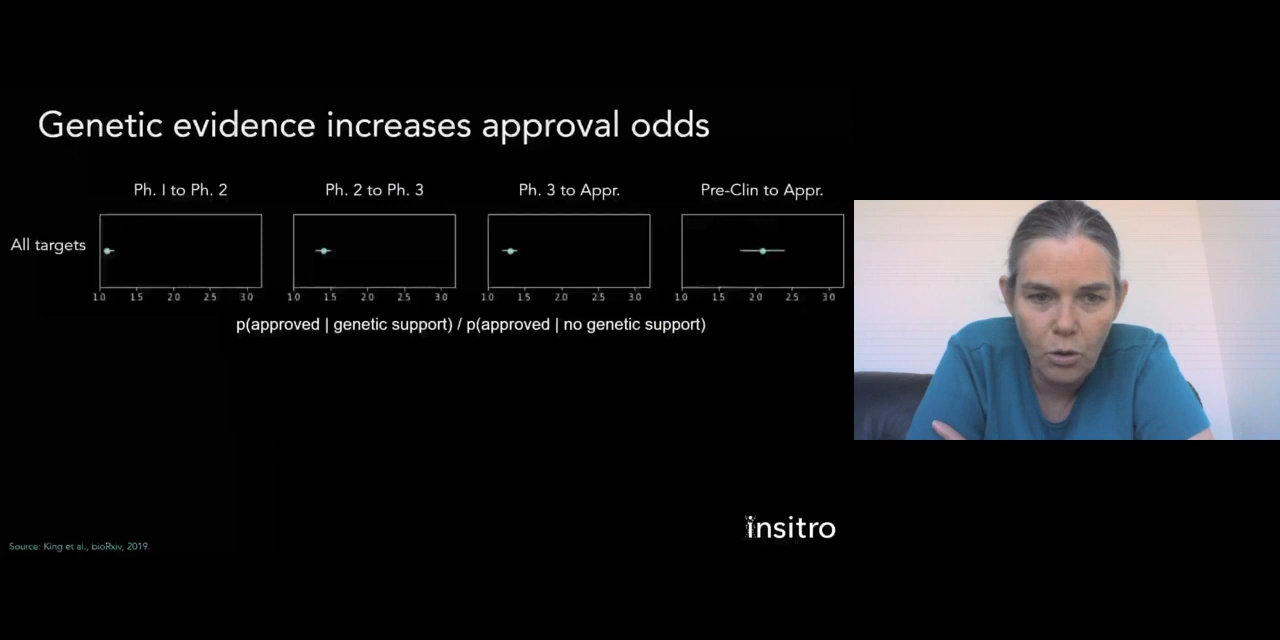 Genetic evidence increases approval odds
Ph. I to Ph. 2
Ph. 2 to Ph. 3
Ph. 3 to Appr.
Pre-Clin to Appr.
All targets
1.0 1.5 2.0 2.5 3.0
1.0 1.5 2.0 2.5 3.0
1.0 1.5 2.0 2.5 3.0
1.0 1.5 2.0 2.5 3.0
p(approved | genetic support) / p(approved | no genetic support)
insitro
Source: King et al., bioRxiv, 2019.